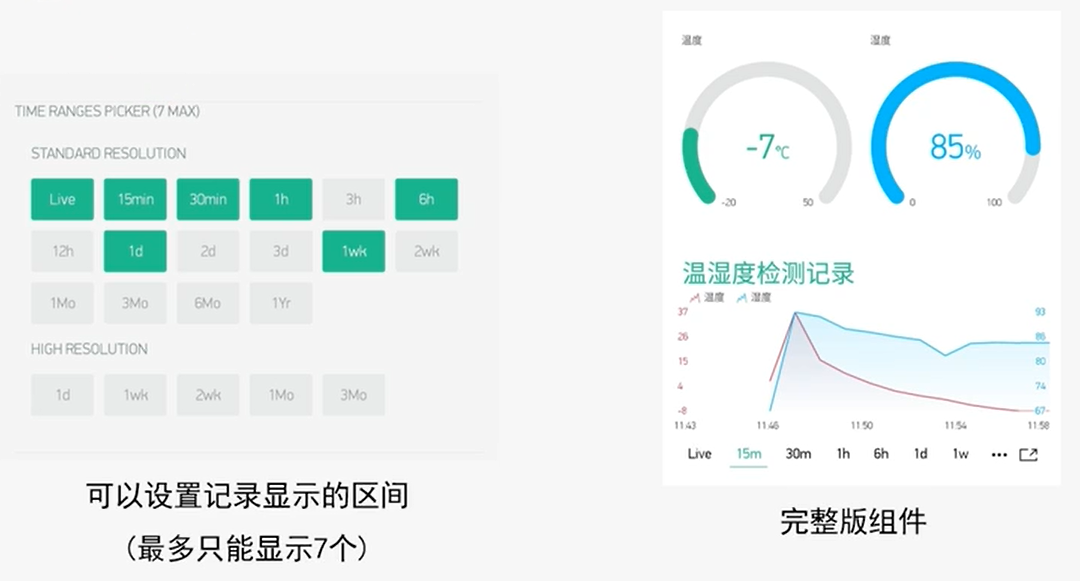 TIME RANGES PICKER (7 MAX)
STANDARD RESOLUTION
Live 15min 30min 1h 3h 6h
12h 1d 2d 3d 1wk 2wk
1Mo 3Mo 6Mo 1Yr
HIGH RESOLUTION
1d 1wk 2wk 1Mo 3Mo
可以设置记录显示的区间
（最多只能显示7个）
温度 湿度
-7℃ 85%
-20 50 0 100
温湿度检测记录
温度 湿度
37 93
26 86
15 80
4 74
-8 67
11:43 11:46 11:50 11:54 11:58
Live 15m 30m 1h 6h 1d 1w •••
完整版组件